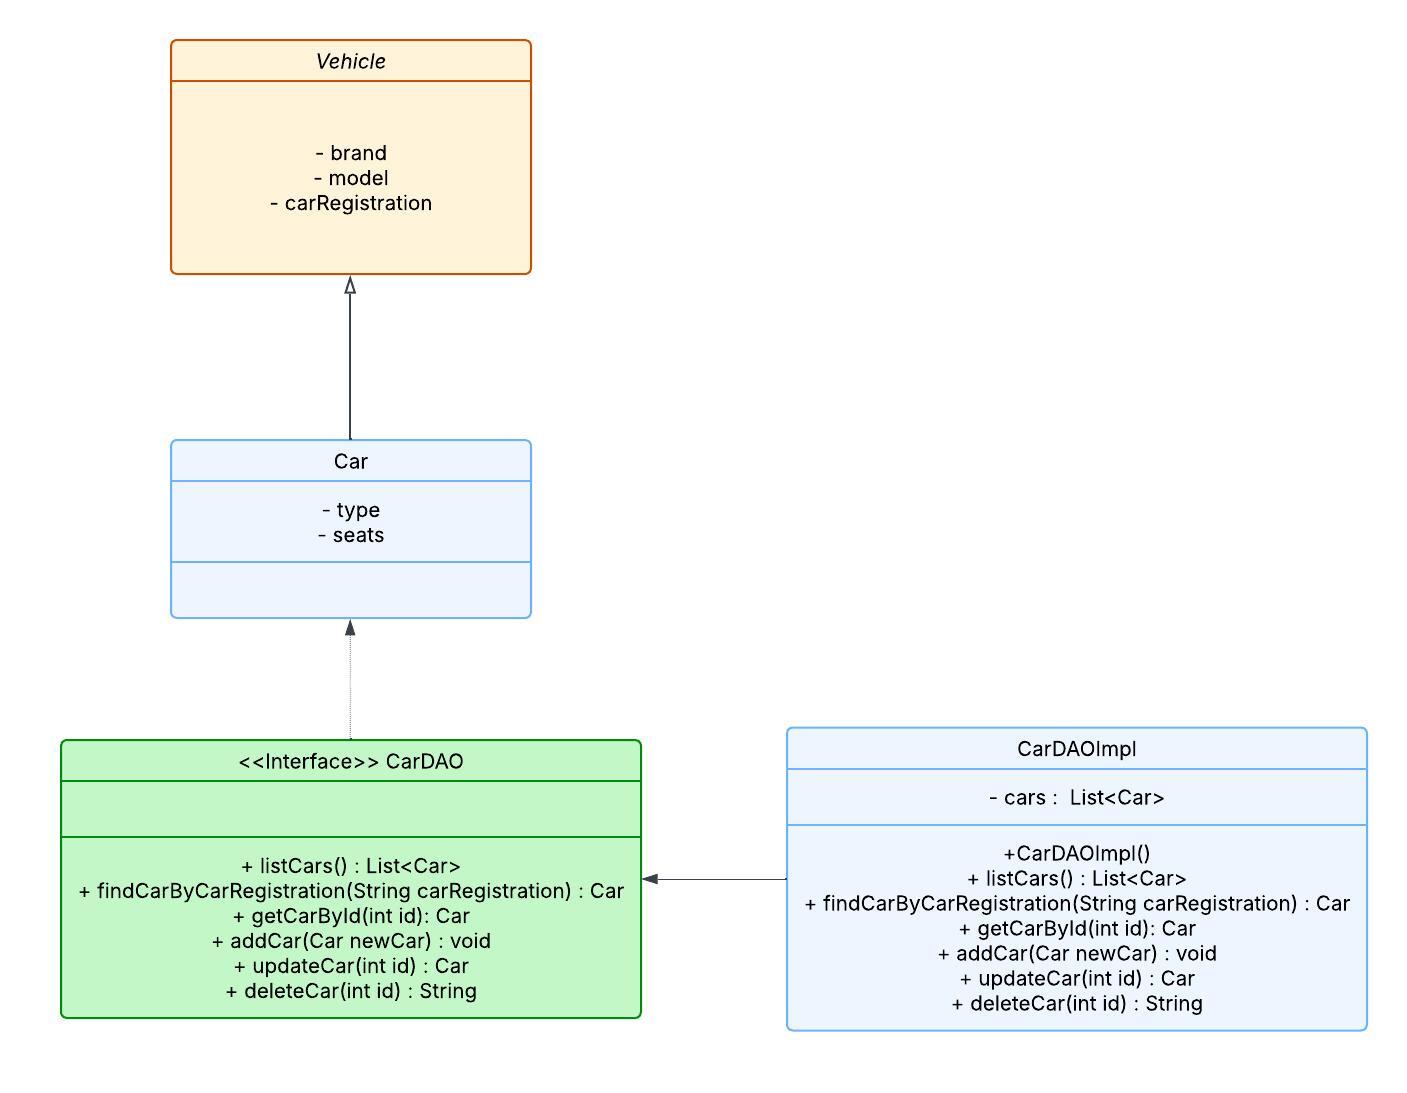 Vehicle
- brand
- model
- carRegistration
Car
- type
- seats
<<Interface>> CarDAO
+ listCars() : List<Car>
+ findCarByCarRegistration(String carRegistration) : Car
+ getCarById(int id): Car
+ addCar(Car newCar) : void
+ updateCar(int id) : Car
+ deleteCar(int id) : String
CarDAOImpl
- cars :  List<Car>
+CarDAOImpl()
+ listCars() : List<Car>
+ findCarByCarRegistration(String carRegistration) : Car
+ getCarById(int id): Car
+ addCar(Car newCar) : void
+ updateCar(int id) : Car
+ deleteCar(int id) : String